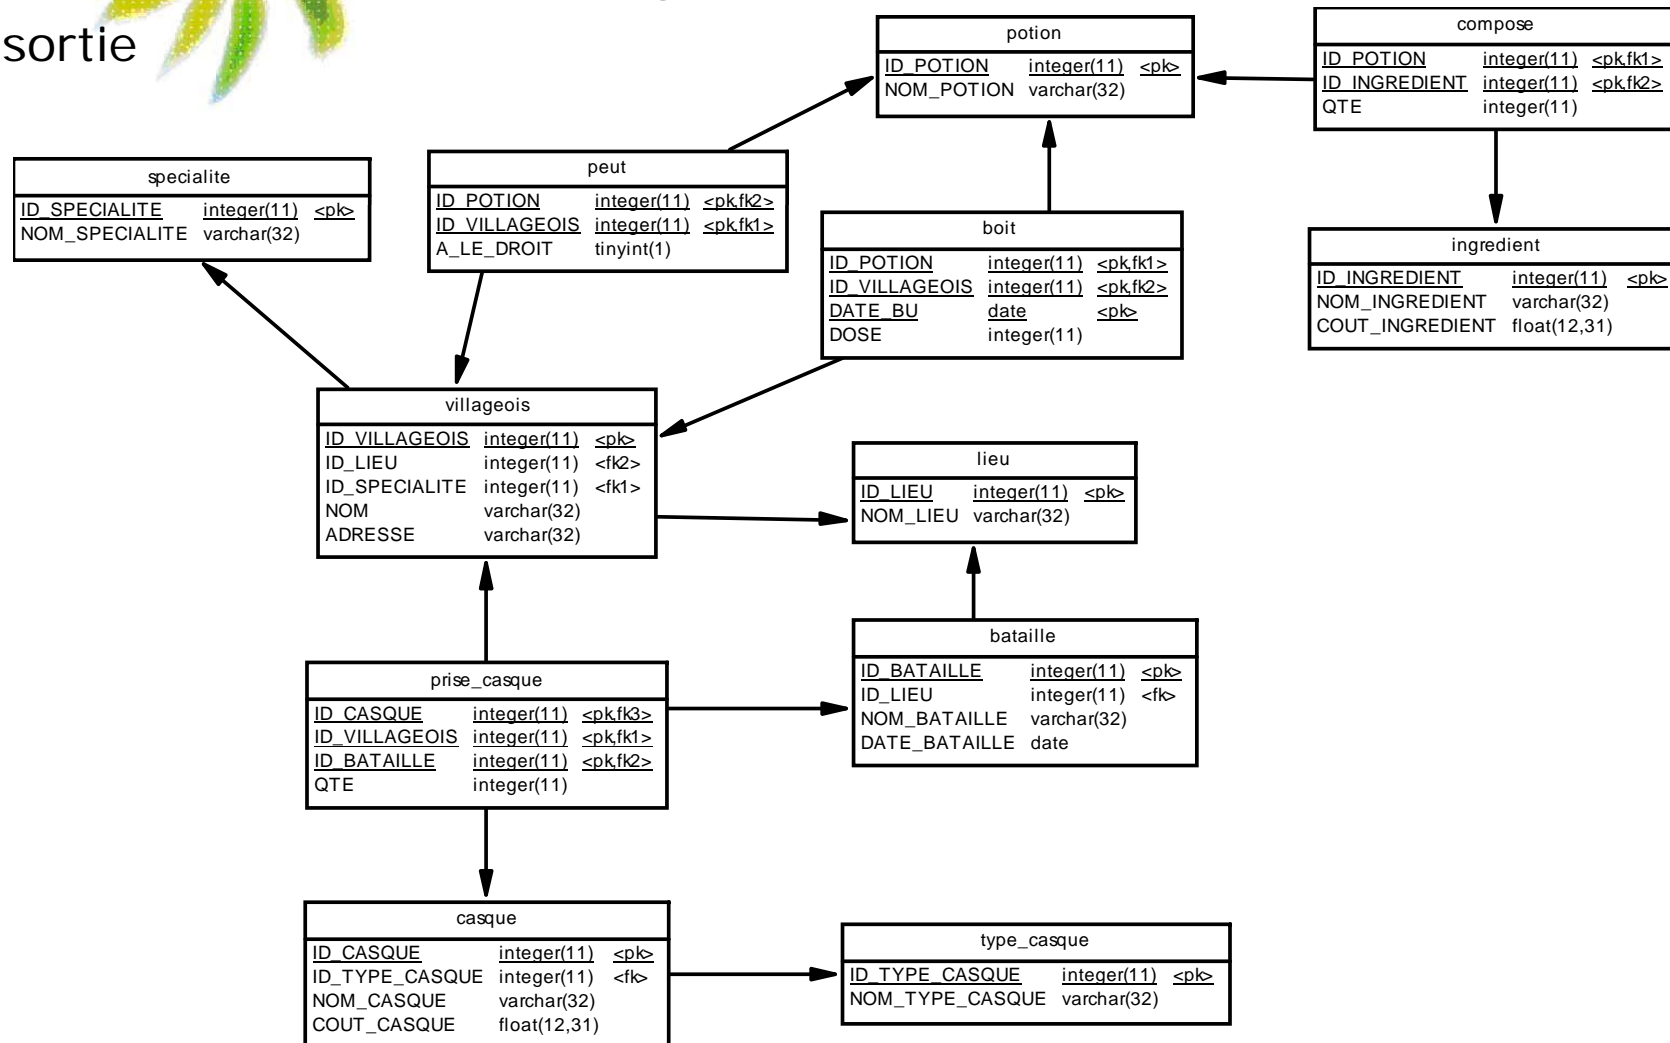 sortie
potion
ID_POTION integer(11) <pk>
NOM_POTION varchar(32)
compose
ID_POTION integer(11) <pk,fk1>
ID_INGREDIENT integer(11) <pk,fk2>
QTE integer(11)
specialite
ID_SPECIALITE integer(11) <pk>
NOM_SPECIALITE varchar(32)
peut
ID_POTION integer(11) <pk,fk2>
ID_VILLAGEOIS integer(11) <pk,fk1>
A_LE_DROIT tinyint(1)
boit
ID_POTION integer(11) <pk,fk1>
ID_VILLAGEOIS integer(11) <pk,fk2>
DATE_BU date <pk>
DOSE integer(11)
ingredient
ID_INGREDIENT integer(11) <pk>
NOM_INGREDIENT varchar(32)
COUT_INGREDIENT float(12,31)
villageois
ID_VILLAGEOIS integer(11) <pk>
ID_LIEU integer(11) <fk2>
ID_SPECIALITE integer(11) <fk1>
NOM varchar(32)
ADRESSE varchar(32)
lieu
ID_LIEU integer(11) <pk>
NOM_LIEU varchar(32)
prise_casque
ID_CASQUE integer(11) <pk,fk3>
ID_VILLAGEOIS integer(11) <pk,fk1>
ID_BATAILLE integer(11) <pk,fk2>
QTE integer(11)
bataille
ID_BATAILLE integer(11) <pk>
ID_LIEU integer(11) <fk>
NOM_BATAILLE varchar(32)
DATE_BATAILLE date
casque
ID_CASQUE integer(11) <pk>
ID_TYPE_CASQUE integer(11) <fk>
NOM_CASQUE varchar(32)
COUT_CASQUE float(12,31)
type_casque
ID_TYPE_CASQUE integer(11) <pk>
NOM_TYPE_CASQUE varchar(32)